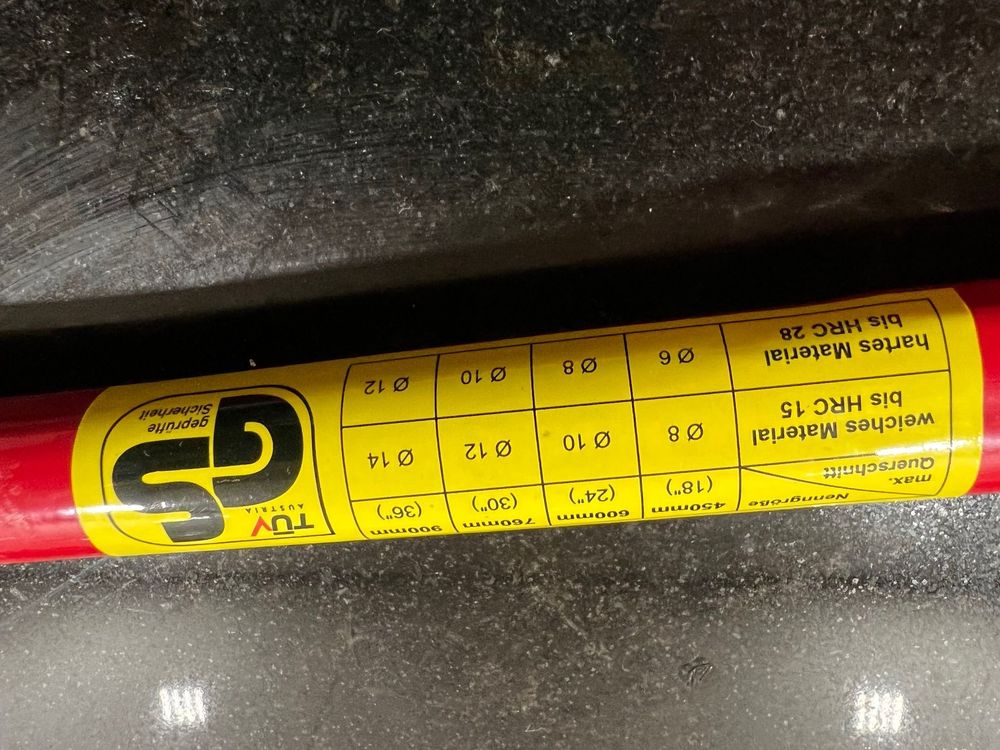 Nenngröße 450mm 600mm 760mm 900mm
max. (18") (24") (30") (36")
Querschnitt
weiches Material Ø 8 Ø 10 Ø 12 Ø 14
bis HRC 15
hartes Material Ø 6 Ø 8 Ø 10 Ø 12
bis HRC 28
TÜV
AUSTRIA
GS
geprüfte
Sicherheit